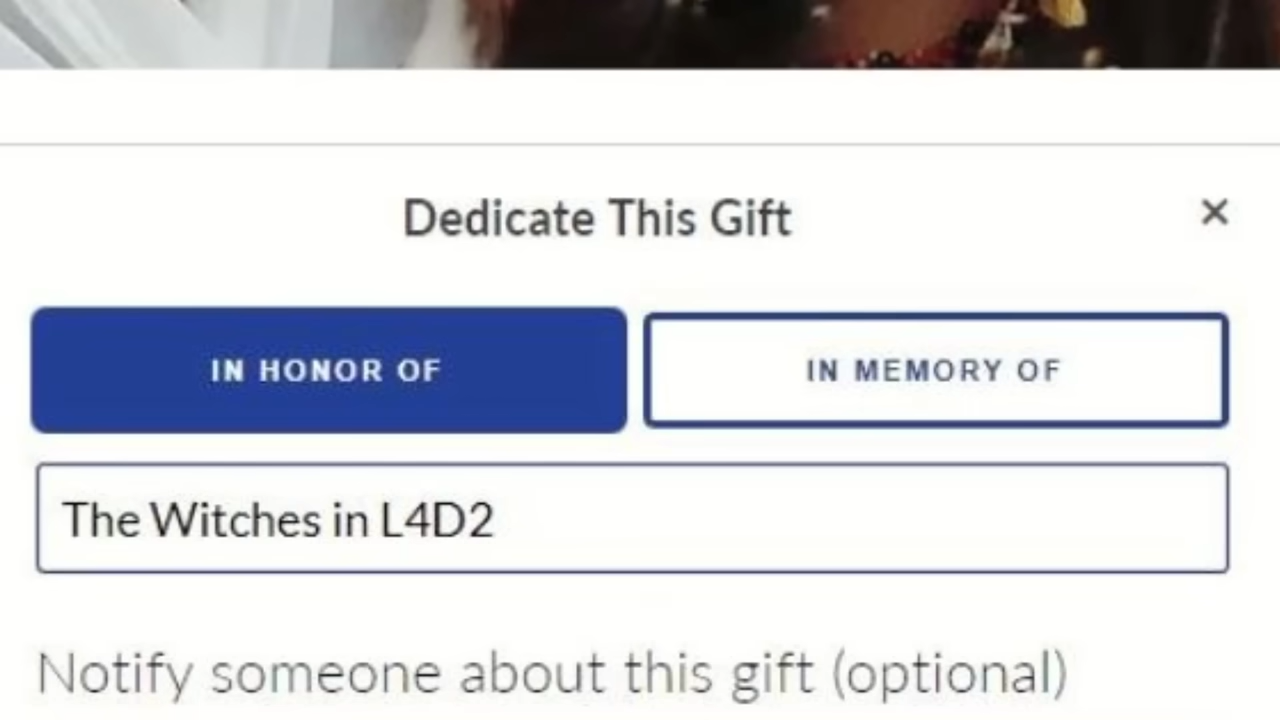 Dedicate This Gift
IN HONOR OF
IN MEMORY OF
The Witches in L4D2
Notify someone about this gift (optional)